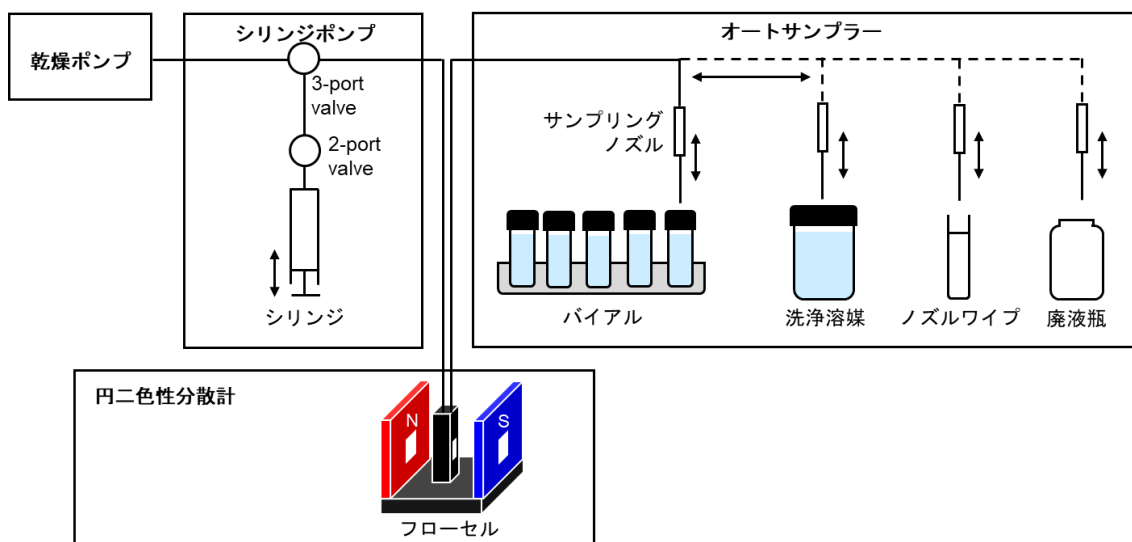 乾燥ポンプ
シリンジポンプ
3-port
valve
2-port
valve
シリンジ
オートサンプラー
サンプリング
ノズル
バイアル
洗浄溶媒
ノズルワイプ
廃液瓶
円二色性分散計
N
S
フローセル